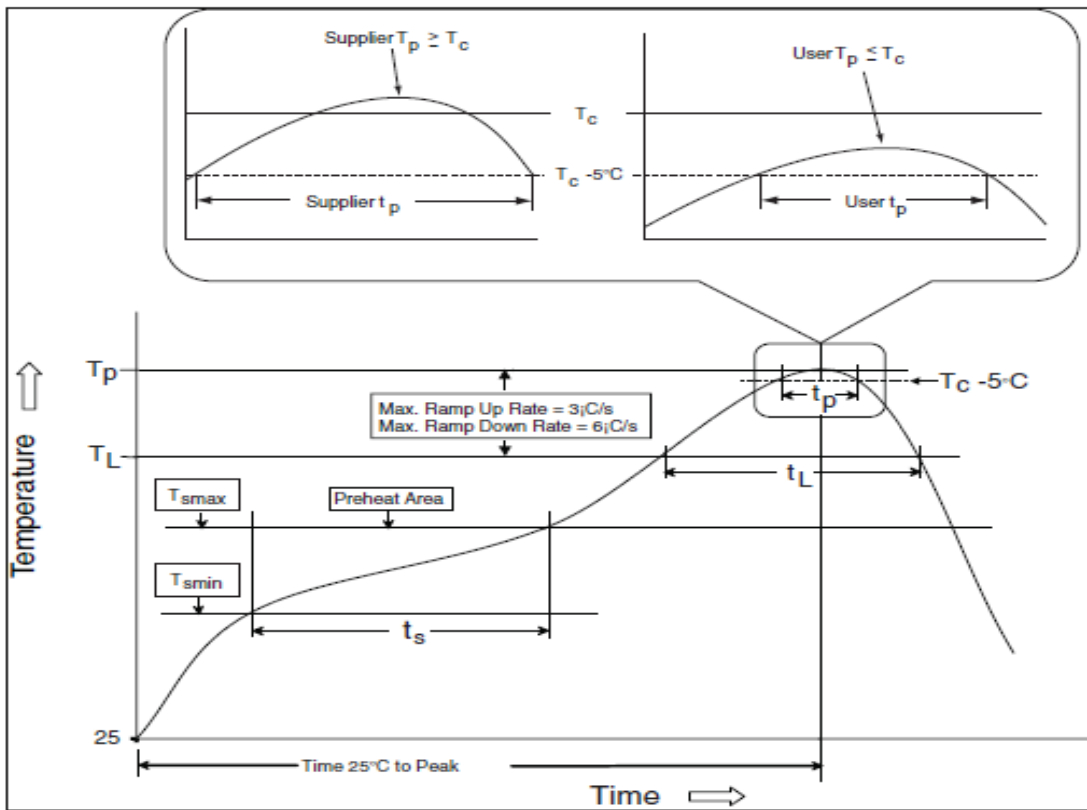 Supplier Tp ≥ Tc
User Tp ≤ Tc
Tc
Tc -5°C
Supplier tp
User tp
Tp
Tc -5°C
tp
Max. Ramp Up Rate = 3¡C/s
Max. Ramp Down Rate = 6¡C/s
TL
tL
Tsmax
Preheat Area
Tsmin
ts
Temperature
25
Time 25°C to Peak
Time